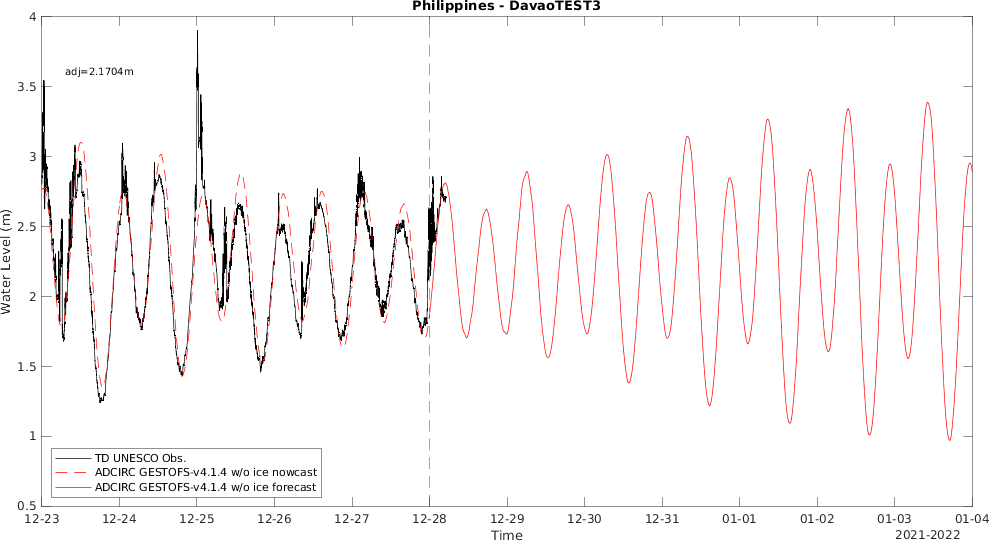 Philippines - DavaoTEST3
4
adj=2.1704m
3.5
3
2.5
Water Level (m)
2
1.5
1
TD UNESCO Obs.
ADCIRC GESTOFS-v4.1.4 w/o ice nowcast
ADCIRC GESTOFS-v4.1.4 w/o ice forecast
0.5
12-23 12-24 12-25 12-26 12-27 12-28 12-29 12-30 12-31 01-01 01-02 01-03 01-04
Time
2021-2022